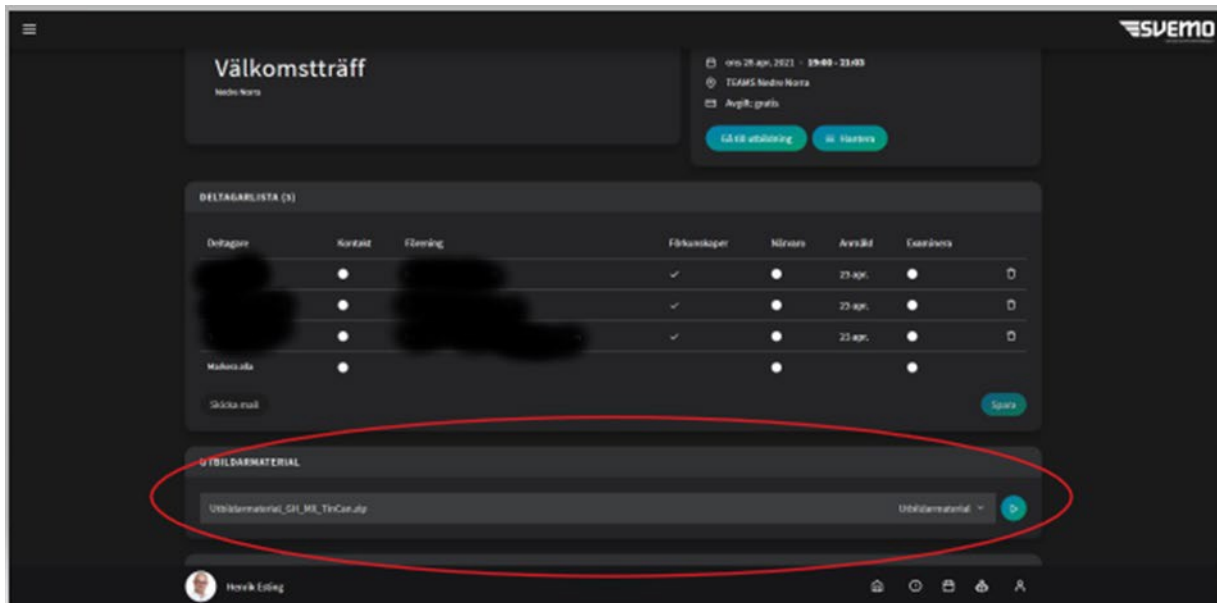 SVEMO
Välkomstträff
Nedre Norra
ons 28 apr. 2021 - 19:00 - 21:03
TEAMS Nedre Norra
Avgift: gratis
Gå till utbildning
Hantera
DELTAGARLISTA (3)
Deltagare Kontakt Förening Förkunskaper Närvaro Anmäld Examinera
23 apr.
23 apr.
23 apr.
Markera alla
Skicka mail
Spara
UTBILDARMATERIAL
Utbildarmaterial_GH_MX_TinCan.zip Utbildarmaterial
Henrik Esting